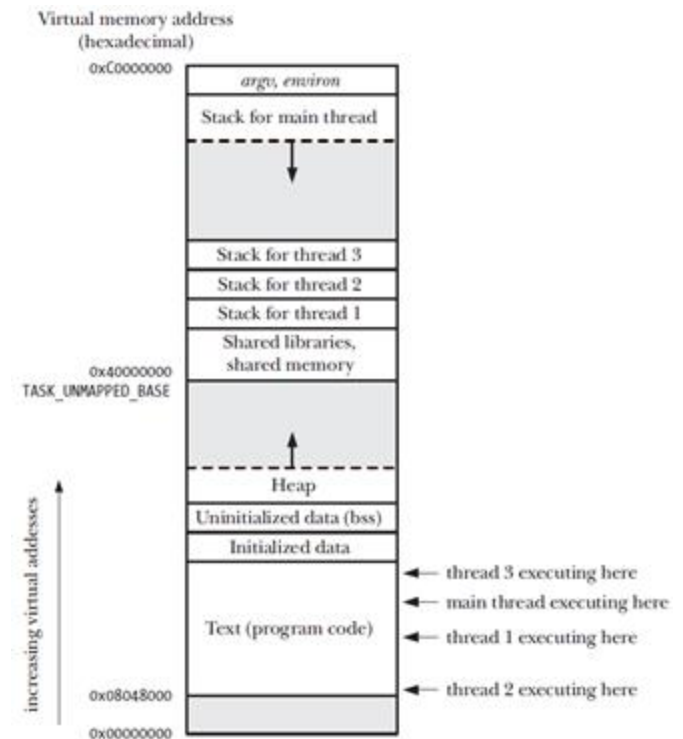 Virtual memory address
(hexadecimal)
0xC0000000
argv, environ
Stack for main thread
Stack for thread 3
Stack for thread 2
Stack for thread 1
Shared libraries,
shared memory
0x40000000
TASK_UNMAPPED_BASE
Heap
Uninitialized data (bss)
Initialized data
thread 3 executing here
main thread executing here
Text (program code)
thread 1 executing here
thread 2 executing here
increasing virtual addesses
0x08048000
0x00000000